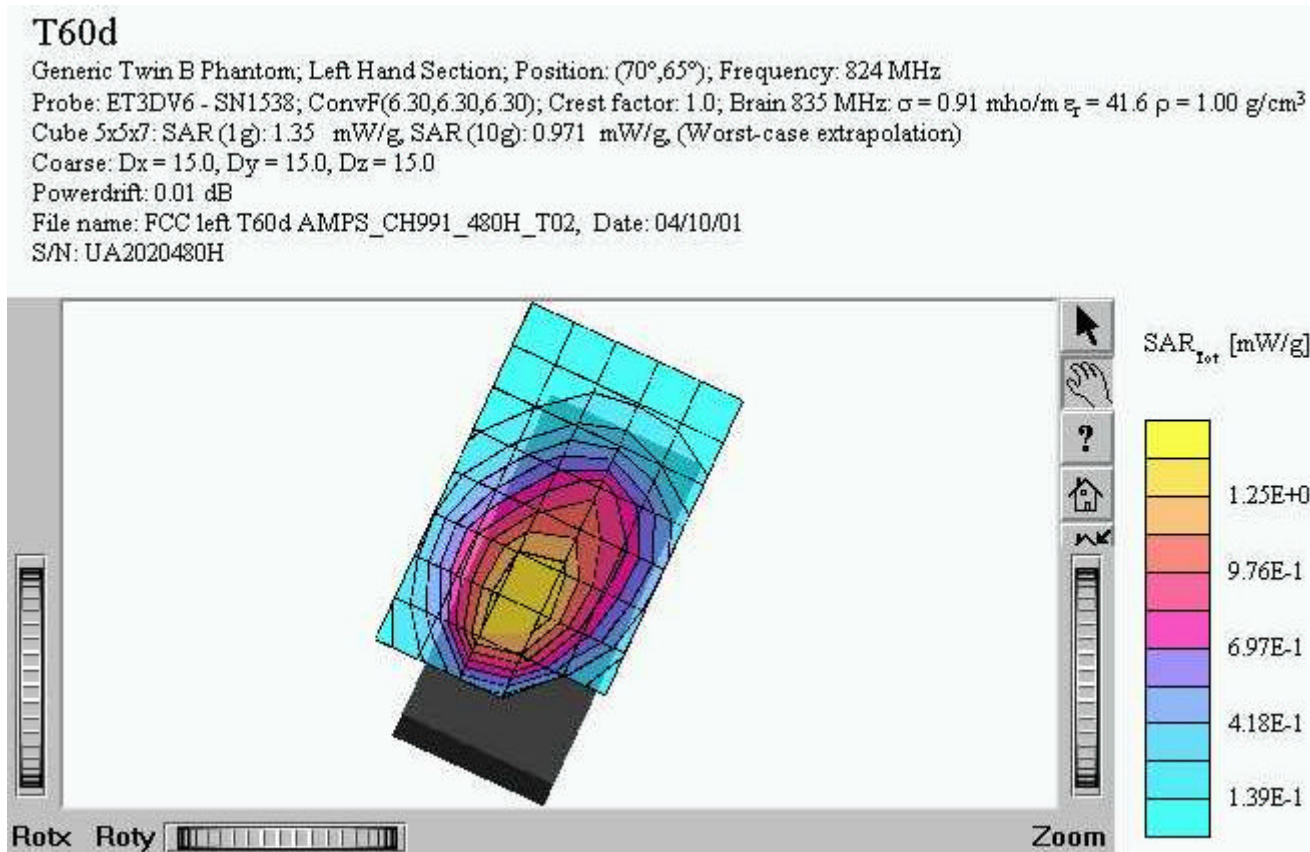 T60d
Generic Twin B Phantom; Left Hand Section; Position: (70°,65°); Frequency: 824 MHz
Probe: ET3DV6 - SN1538; ConvF(6.30,6.30,6.30); Crest factor: 1.0; Brain 835 MHz: σ = 0.91 mho/m εr = 41.6 ρ = 1.00 g/cm³
Cube 5x5x7: SAR (1g): 1.35 mW/g, SAR (10g): 0.971 mW/g, (Worst-case extrapolation)
Coarse: Dx = 15.0, Dy = 15.0, Dz = 15.0
Powerdrift: 0.01 dB
File name: FCC left T60d AMPS_CH991_480H_T02, Date: 04/10/01
S/N: UA2020480H
SAR Tot [mW/g]
?
1.25E+0
9.76E-1
6.97E-1
4.18E-1
1.39E-1
Rotx Roty Zoom